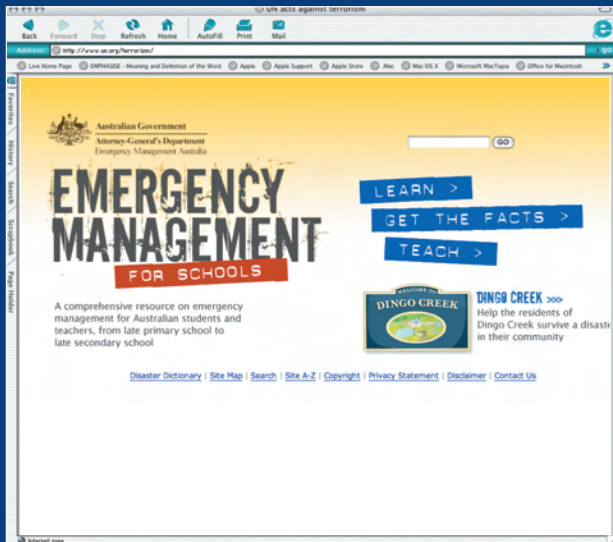 UN acts against terrorism
Back Forward Stop Refresh Home AutoFill Print Mail
Address http://www.un.org/terrorism/ go
Live Home Page EMPHASISE - Meaning and Definition of the Word Apple Apple Support Apple Store .Mac Mac OS X Microsoft MacTopia Office for Macintosh
Favorites
History
Search
Scrapbook
Page Holder
Australian Government
Attorney-General's Department
Emergency Management Australia
GO
EMERGENCY
MANAGEMENT
FOR SCHOOLS
A comprehensive resource on emergency
management for Australian students and
teachers, from late primary school to
late secondary school
LEARN >
GET THE FACTS >
TEACH >
WELCOME TO
DINGO CREEK
DINGO CREEK >>>
Help the residents of
Dingo Creek survive a disaste
in their community
Disaster Dictionary | Site Map | Search | Site A-Z | Copyright | Privacy Statement | Disclaimer | Contact Us
Internet zone